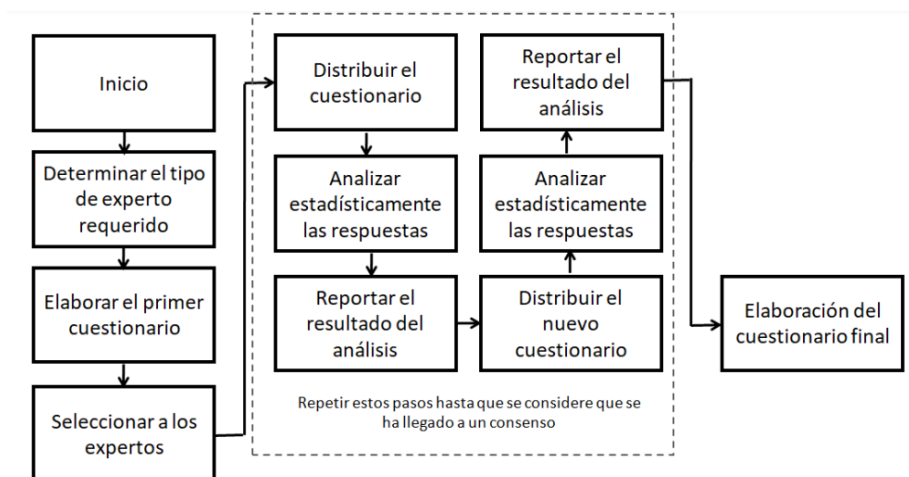 Inicio
Determinar el tipo
de experto
requerido
Elaborar el primer
cuestionario
Seleccionar a los
expertos
Distribuir el
cuestionario
Analizar
estadísticamente
las respuestas
Reportar el
resultado del
análisis
Distribuir el
nuevo
cuestionario
Analizar
estadísticamente
las respuestas
Reportar el
resultado del
análisis
Repetir estos pasos hasta que se considere que se
ha llegado a un consenso
Elaboración del
cuestionario final